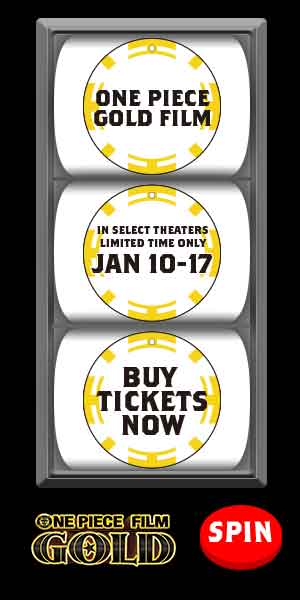 ONE PIECE
GOLD FILM
IN SELECT THEATERS
LIMITED TIME ONLY
JAN 10-17
BUY
TICKETS
NOW
ONE PIECE FILM
GOLD
SPIN